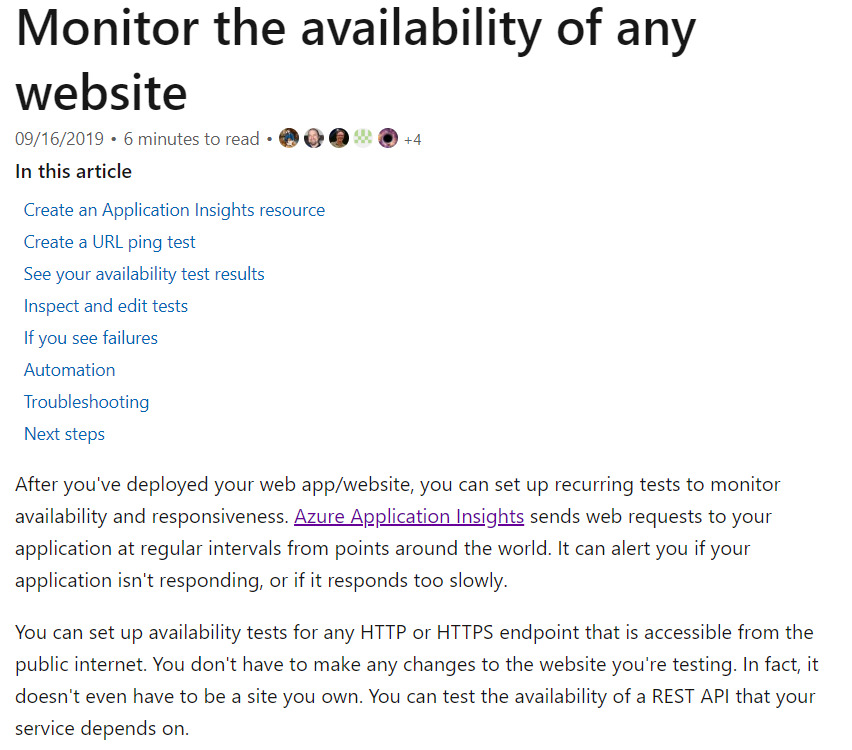 Monitor the availability of any
website
09/16/2019 • 6 minutes to read • +4
In this article
Create an Application Insights resource
Create a URL ping test
See your availability test results
Inspect and edit tests
If you see failures
Automation
Troubleshooting
Next steps
After you've deployed your web app/website, you can set up recurring tests to monitor
availability and responsiveness. Azure Application Insights sends web requests to your
application at regular intervals from points around the world. It can alert you if your
application isn't responding, or if it responds too slowly.
You can set up availability tests for any HTTP or HTTPS endpoint that is accessible from the
public internet. You don't have to make any changes to the website you're testing. In fact, it
doesn't even have to be a site you own. You can test the availability of a REST API that your
service depends on.